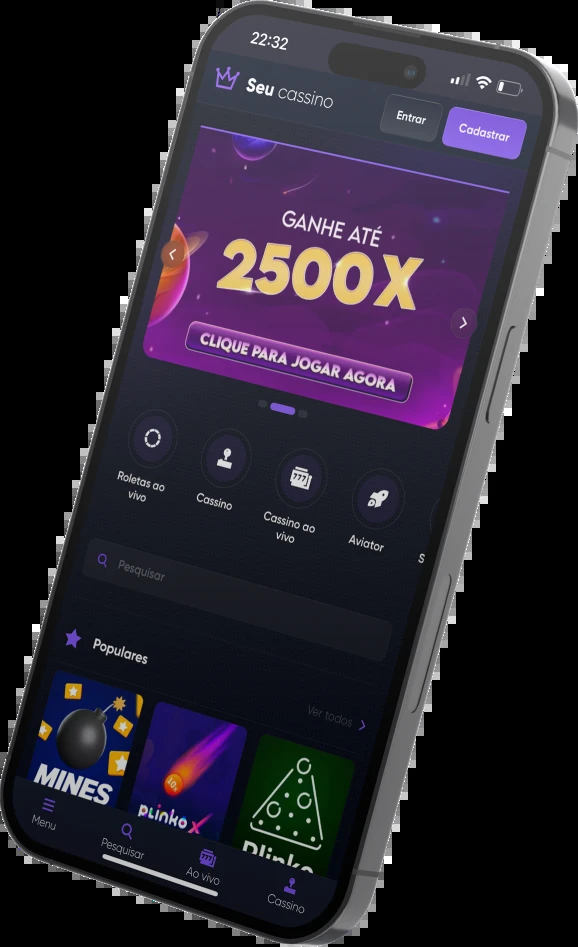 22:32
Seu cassino
Entrar
Cadastrar
GANHE ATÉ
2500X
CLIQUE PARA JOGAR AGORA
Roletas ao
vivo
Cassino
Cassino ao
vivo
Aviator
S
Pesquisar
Populares
Ver todos
MINES
PLinko X
Plinko
Menu
Pesquisar
Ao vivo
Cassino